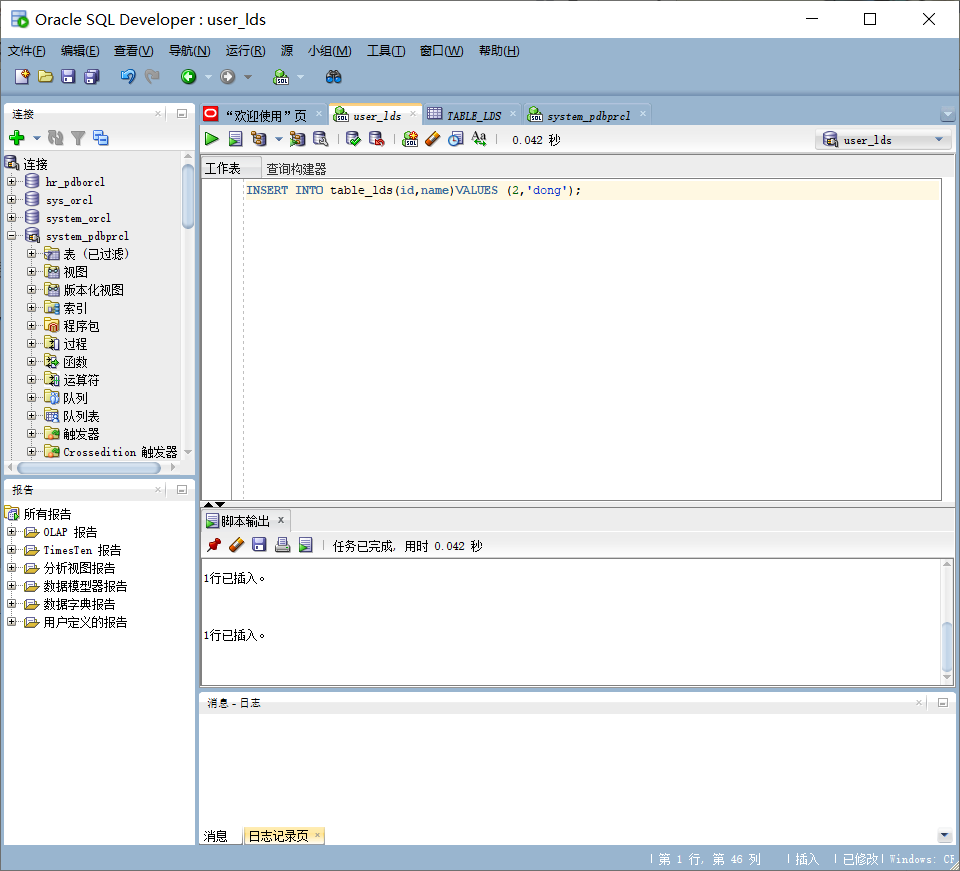 Oracle SQL Developer : user_lds
文件(F) 编辑(E) 查看(V) 导航(N) 运行(R) 源 小组(M) 工具(T) 窗口(W) 帮助(H)
连接
连接
hr_pdborcl
sys_orcl
system_orcl
system_pdbprcl
表 (已过滤)
视图
版本化视图
索引
程序包
过程
函数
运算符
队列
队列表
触发器
Crossedition 触发器
报告
所有报告
OLAP 报告
TimesTen 报告
分析视图报告
数据模型器报告
数据字典报告
用户定义的报告
“欢迎使用”页 user_lds TABLE_LDS system_pdbprcl
0.042 秒 user_lds
工作表 查询构建器
INSERT INTO table_lds(id,name)VALUES (2,'dong');
脚本输出
任务已完成, 用时 0.042 秒
1行已插入。
1行已插入。
消息 - 日志
消息 日志记录页
第 1 行, 第 46 列 插入 已修改 Windows: CF